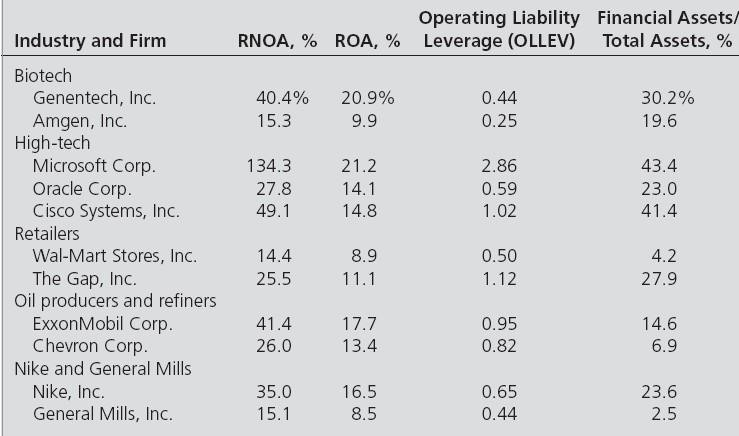 Operating Liability Financial Assets/
Industry and Firm RNOA, % ROA, % Leverage (OLLEV) Total Assets, %
Biotech
Genentech, Inc. 40.4% 20.9% 0.44 30.2%
Amgen, Inc. 15.3 9.9 0.25 19.6
High-tech
Microsoft Corp. 134.3 21.2 2.86 43.4
Oracle Corp. 27.8 14.1 0.59 23.0
Cisco Systems, Inc. 49.1 14.8 1.02 41.4
Retailers
Wal-Mart Stores, Inc. 14.4 8.9 0.50 4.2
The Gap, Inc. 25.5 11.1 1.12 27.9
Oil producers and refiners
ExxonMobil Corp. 41.4 17.7 0.95 14.6
Chevron Corp. 26.0 13.4 0.82 6.9
Nike and General Mills
Nike, Inc. 35.0 16.5 0.65 23.6
General Mills, Inc. 15.1 8.5 0.44 2.5